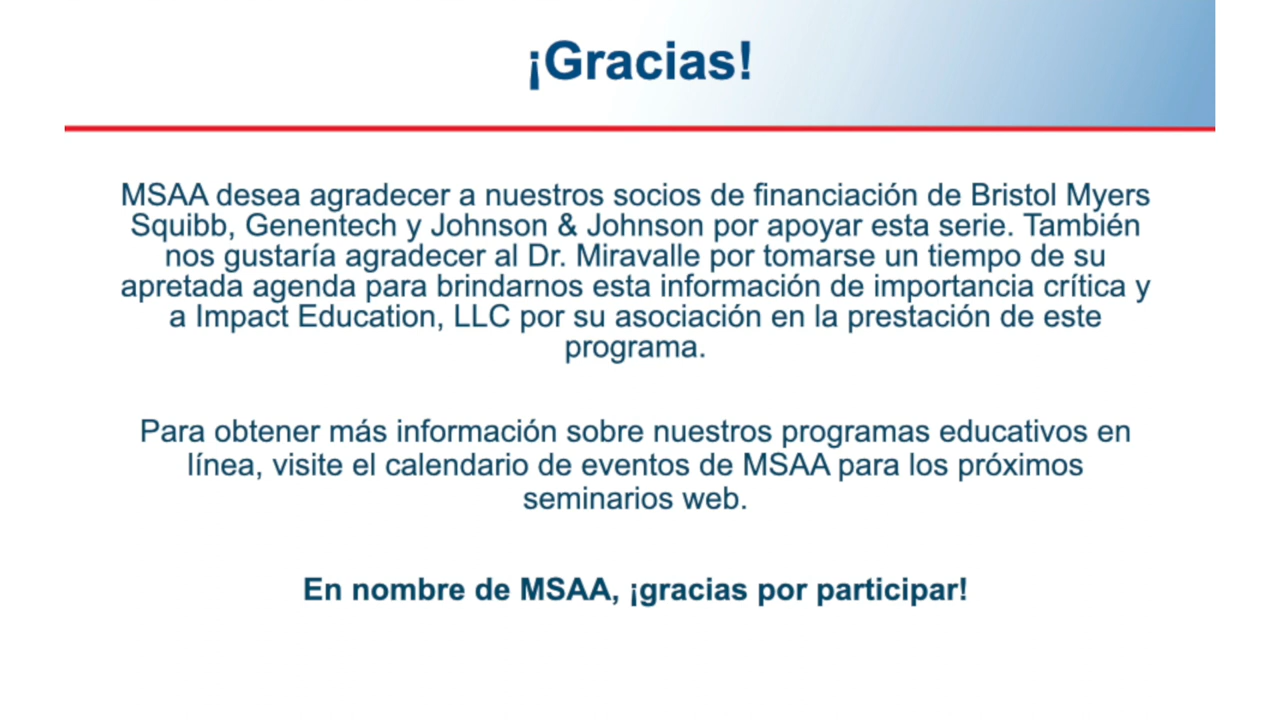 ¡Gracias!
MSAA desea agradecer a nuestros socios de financiación de Bristol Myers
Squibb, Genentech y Johnson & Johnson por apoyar esta serie. También
nos gustaría agradecer al Dr. Miravalle por tomarse un tiempo de su
apretada agenda para brindarnos esta información de importancia crítica y
a Impact Education, LLC por su asociación en la prestación de este
programa.
Para obtener más información sobre nuestros programas educativos en
línea, visite el calendario de eventos de MSAA para los próximos
seminarios web.
En nombre de MSAA, ¡gracias por participar!